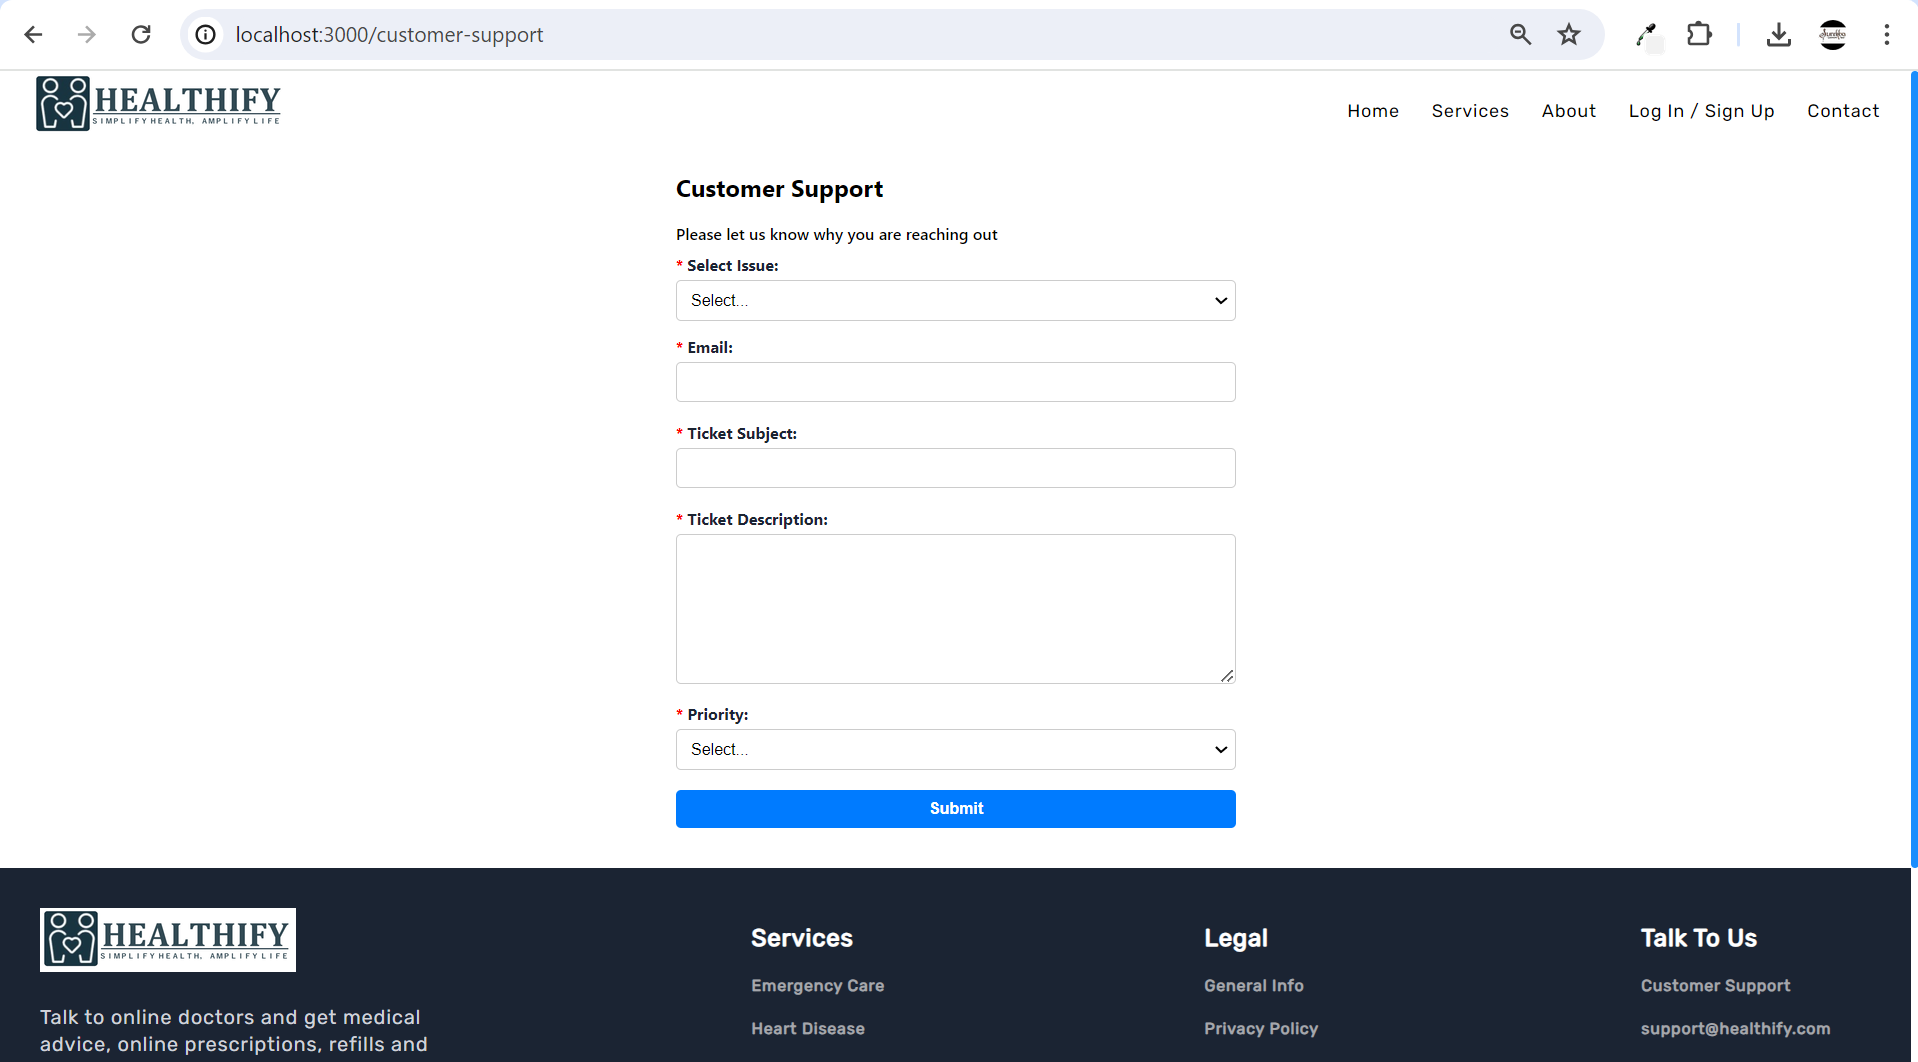 localhost:3000/customer-support
HEALTHIFY
SIMPLIFY HEALTH, AMPLIFY LIFE
Home Services About Log In / Sign Up Contact
Customer Support
Please let us know why you are reaching out
* Select Issue:
Select...
* Email:
* Ticket Subject:
* Ticket Description:
* Priority:
Select...
Submit
HEALTHIFY
SIMPLIFY HEALTH, AMPLIFY LIFE
Talk to online doctors and get medical
advice, online prescriptions, refills and
Services
Emergency Care
Heart Disease
Legal
General Info
Privacy Policy
Talk To Us
Customer Support
support@healthify.com